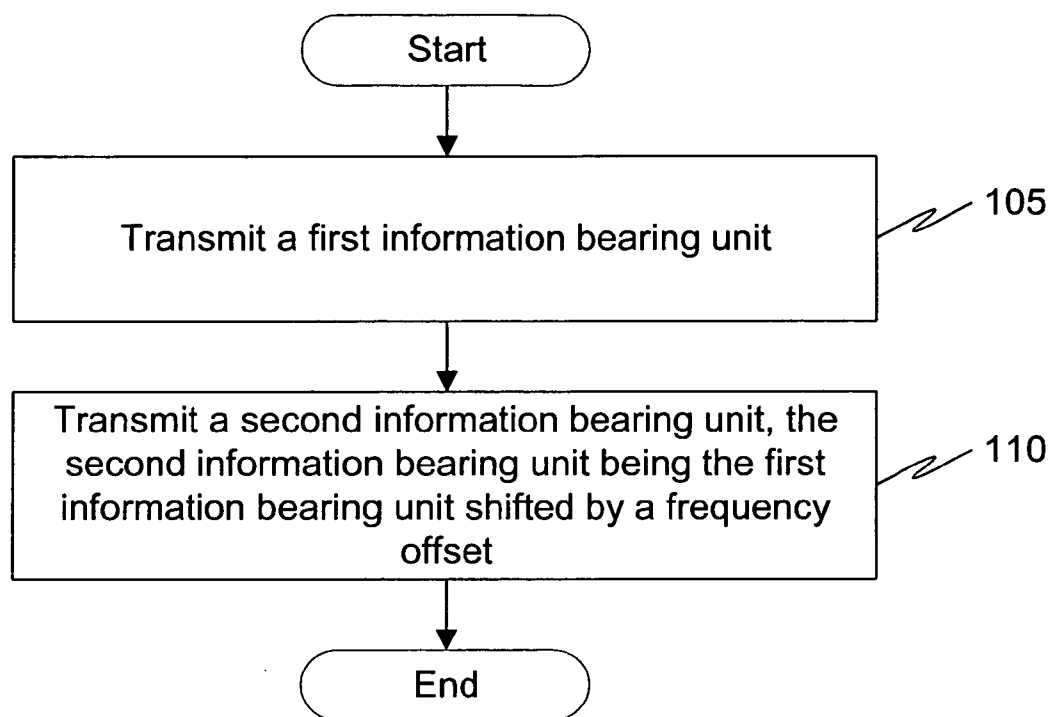 Start
Transmit a first information bearing unit
105
Transmit a second information bearing unit, the
second information bearing unit being the first
information bearing unit shifted by a frequency
offset
110
End